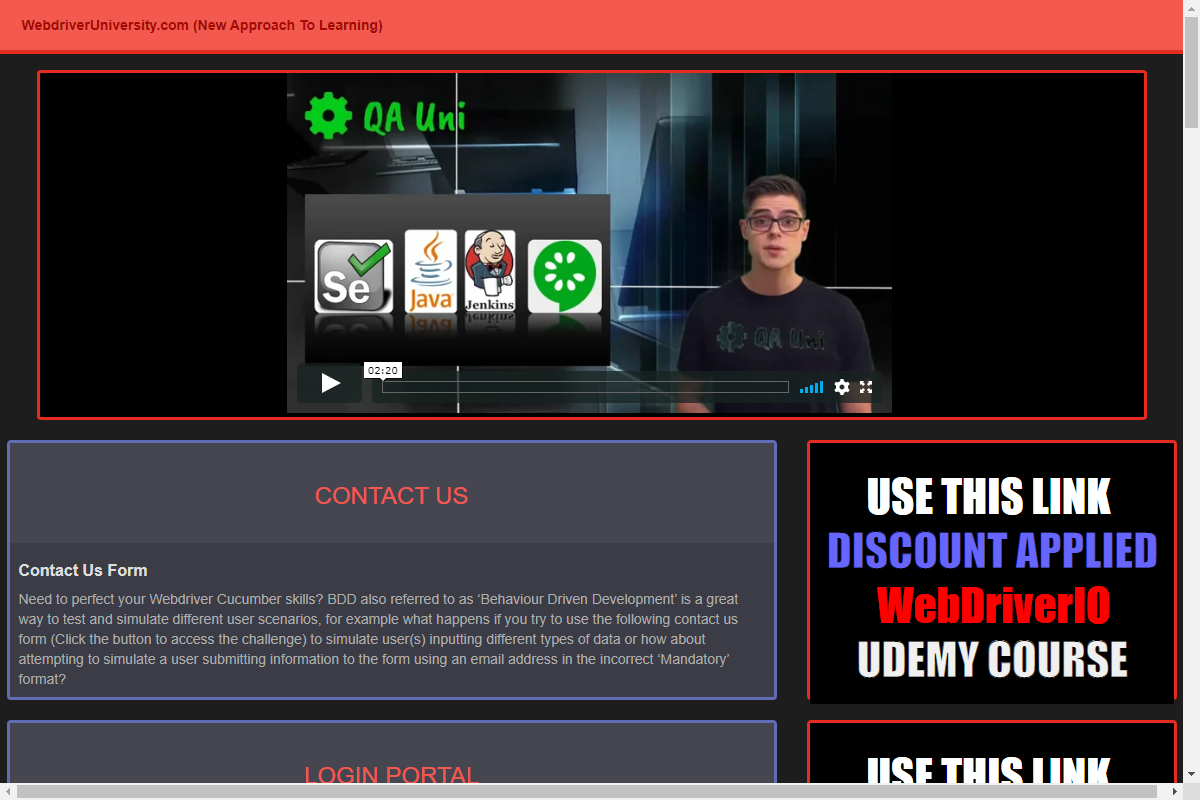 WebdriverUniversity.com (New Approach To Learning)
QA Uni
Se
Java
Jenkins
QA Uni
02:20
CONTACT US
Contact Us Form
Need to perfect your Webdriver Cucumber skills? BDD also referred to as ‘Behaviour Driven Development’ is a great
way to test and simulate different user scenarios, for example what happens if you try to use the following contact us
form (Click the button to access the challenge) to simulate user(s) inputting different types of data or how about
attempting to simulate a user submitting information to the form using an email address in the incorrect ‘Mandatory’
format?
USE THIS LINK
DISCOUNT APPLIED
WebDriverIO
UDEMY COURSE
LOGIN PORTAL
USE THIS LINK